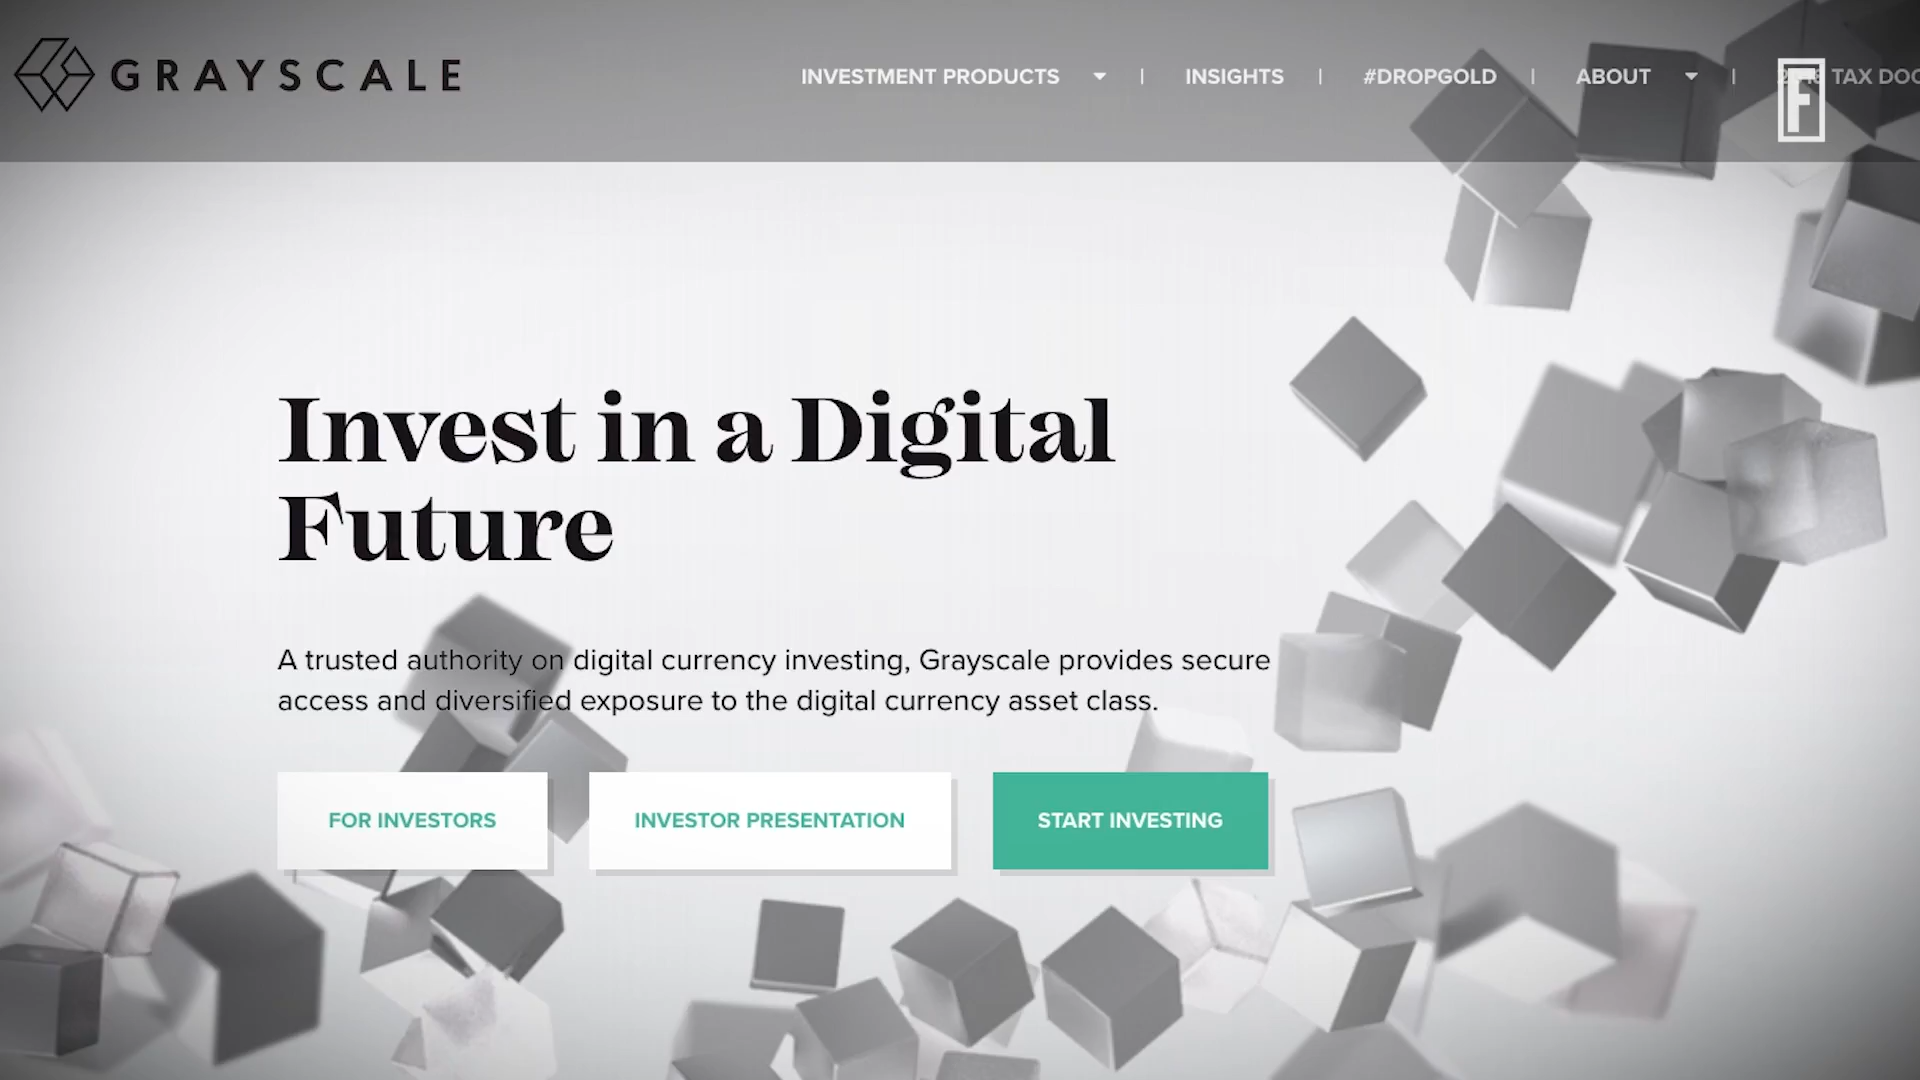 GRAYSCALE
INVESTMENT PRODUCTS | INSIGHTS | #DROPGOLD | ABOUT | TAX DOC
F
Invest in a Digital
Future
A trusted authority on digital currency investing, Grayscale provides secure
access and diversified exposure to the digital currency asset class.
FOR INVESTORS
INVESTOR PRESENTATION
START INVESTING